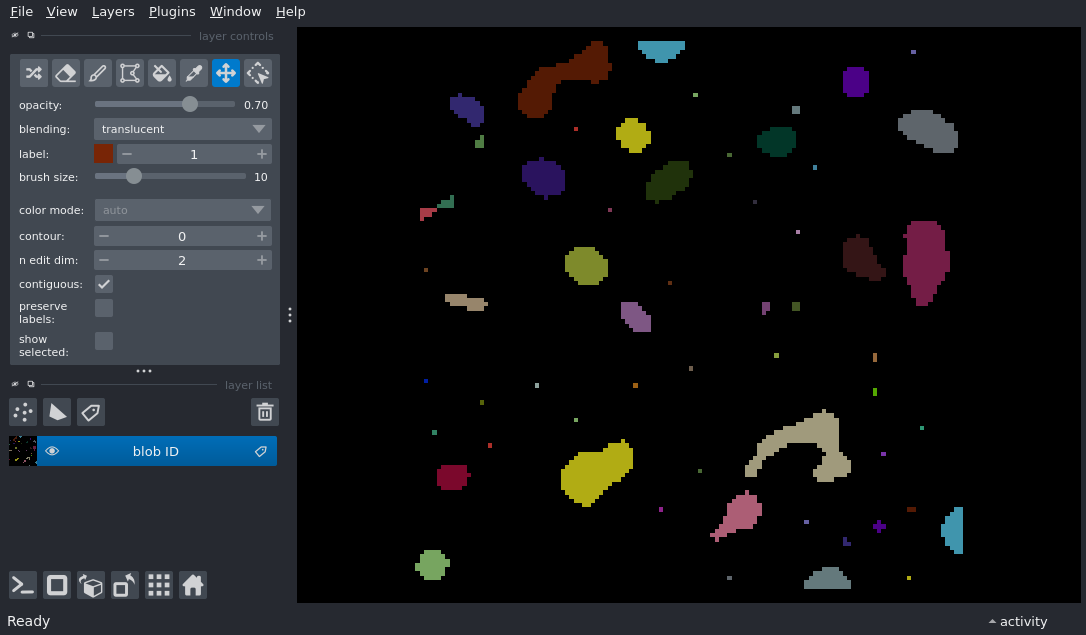 File View Layers Plugins Window Help
layer controls
opacity: 0.70
blending: translucent
label: 1
brush size: 10
color mode: auto
contour: 0
n edit dim: 2
contiguous:
preserve
labels:
show
selected:
layer list
blob ID
Ready
activity